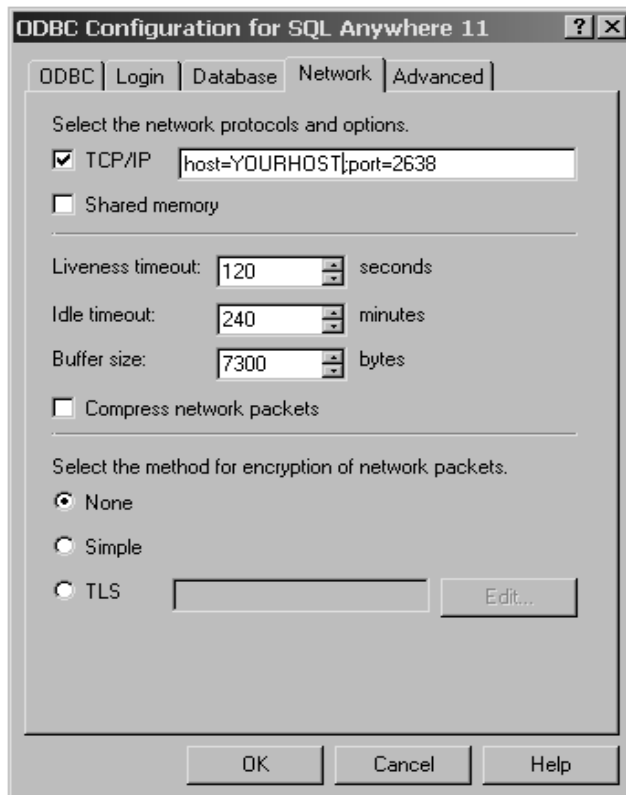 ODBC Configuration for SQL Anywhere 11
ODBC Login Database Network Advanced
Select the network protocols and options.
TCP/IP host=YOURHOST;port=2638
Shared memory
Liveness timeout: 120 seconds
Idle timeout: 240 minutes
Buffer size: 7300 bytes
Compress network packets
Select the method for encryption of network packets.
None
Simple
TLS Edit...
OK Cancel Help